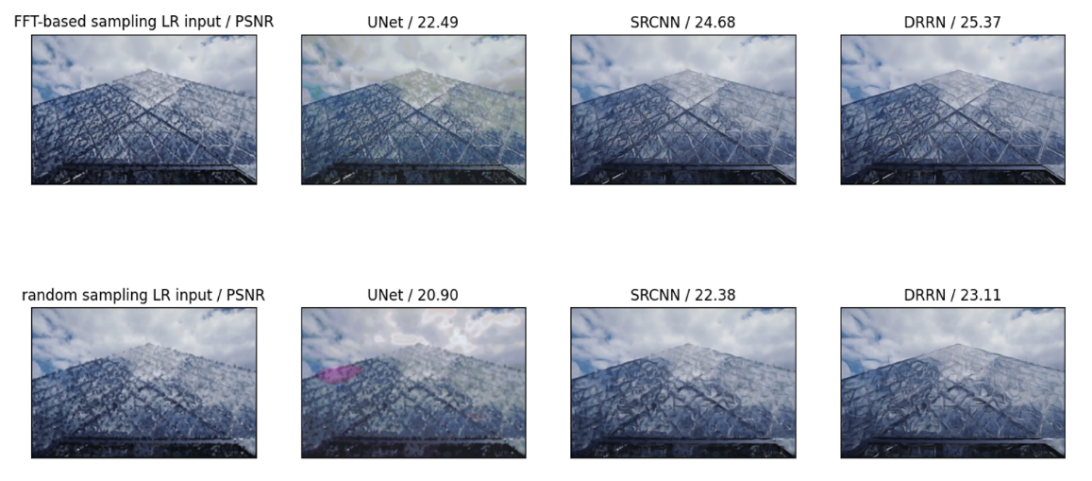 FFT-based sampling LR input / PSNR
UNet / 22.49
SRCNN / 24.68
DRRN / 25.37
random sampling LR input / PSNR
UNet / 20.90
SRCNN / 22.38
DRRN / 23.11